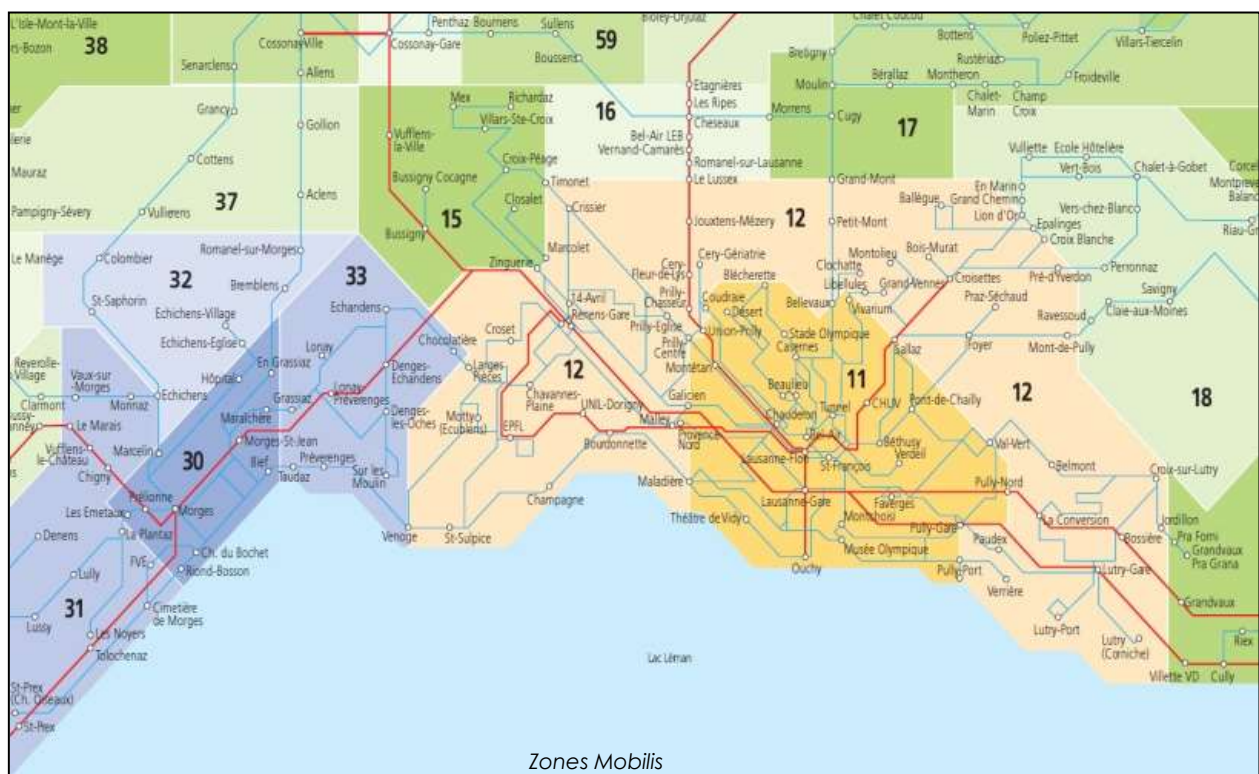 L'Isle-Mont-la-Ville
rs-Bozon
38
Senarclens
Cossonay-Ville
Allens
Cossonay-Gare
Penthaz-Bournens
Sullens
Boussens
59
Bioley-Orjulaz
Etagnières
Les Ripes
Cheseaux
Bel-Air LEB
Vernand-Camarès
Romanel-sur-Lausanne
Le Lussex
Morrens
16
Bretigny
Moulin
Cugy
17
Chalet Coucou
Bottens
Rustériaz
Poliez-Pittet
Villars-Tiercelin
Bérallaz
Montheron
Chalet-
Marin
Champ
Croix
Froideville
lerie
Mauraz
Grancy
Gollion
Cottens
Aclens
37
Pampigny-Sévery
Vullierens
Vufflens-
la-Ville
Mex
Richardaz
Villars-Ste-Croix
Croix-Péage
Bussigny Cocagne
Closalet
Timonet
15
Bussigny
Crissier
Marcolet
Zinguerie
Jouxtens-Mézery
12
Grand-Mont
Petit-Mont
Vulliette
Ecole Hôtelière
Vert-Bois
Chalet-à-Gobet
En Marin
Grand Chemin
Ballègue
Lion d'Or
Epalinges
Croix Blanche
Vers-chez-Blanc
Corcel
Montpreve
Balanc
Riau-Gr
Le Manège
Colombier
32
Romanel-sur-Morges
Bremblens
33
St-Saphorin
Echichens-Village
Echichens-Eglise
Echandens
Chocolatière
Croset
14-Avril
Renens-Gare
Cery-
Fleur-de-Lys
Cery-Gériatrie
Blécherette
Prilly-
Chasseur
Coudraie
Désert
Prilly-Eglise
Union-Prilly
Prilly-
Centre
Montétan
Bellevaux
Clochatte
Libellules
Montolieu
Bois-Murat
Grand-Vennes
Croisettes
Vivarium
Praz-Séchaud
Pré-d'Yverdon
Perronnaz
Savigny
Ravessoud
Claie-aux-Moines
Stade Olympique
Casernes
Sallaz
Foyer
Mont-de-Pully
Reyerolle-
Village
Vaux-sur
-Morges
Clarmont
Monnaz
Echichens
Hôpital
En Grassiaz
Lonay
Grassiaz
Lonay-
Préverenges
Denges-
Echandens
Larges-
Pièces
12
Chavannes-
Plaine
Denges-
les-Oches
Motty
(Ecublens)
EPFL
UNIL-Dorigny
Bourdonnette
Galicien
Malley
Provence-
Nord
Beaulieu
Chauderon
11
Tunnel
CHUV
Bel-Air
Pont-de-Chailly
12
18
Le Marais
Vufflens-
le-Château
Chigny
Marcelin
Maraîchère
Morges-St-Jean
30
Bief
Taudaz
Préverenges
Sur les
Moulin
Lausanne-Flon
St-François
Béthusy
Verdeil
Val-Vert
Belmont
Croix-sur-Lutry
Maladière
Champagne
Lausanne-Gare
Faverges
Pully-Nord
Les Emetaux
Prélionne
Morges
Venoge
St-Sulpice
Théâtre de Vidy
Montchoisi
Pully-Gare
La Conversion
Jordillon
Denens
La Plantaz
FVE
Ch. du Bochet
Riond-Bosson
Musée Olympique
Paudex
Bossière
Pra Forni
Grandvaux
Pra Grana
Lully
Ouchy
Pully-Port
Verrière
Lutry-Gare
31
Lussy
Cimetière
de Morges
Grandvaux
Les Noyers
Tolochenaz
Lutry-Port
Lutry
(Corniche)
Riex
Lac Léman
Villette VD
Cully
St-Prex
(Ch. Oiseaux)
St-Prex
Zones Mobilis